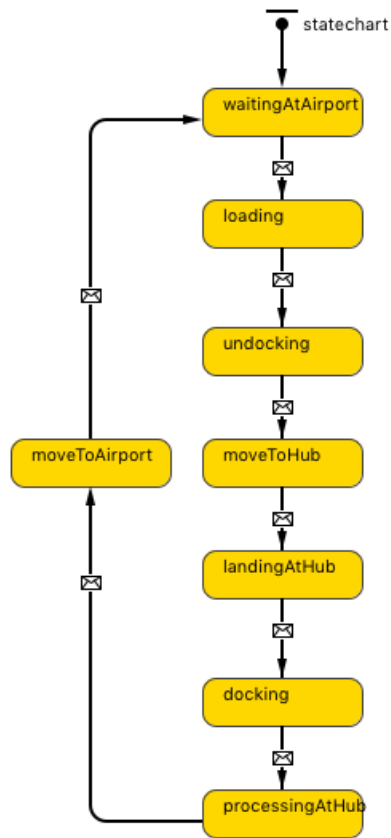 statechart
waitingAtAirport
loading
undocking
moveToAirport
moveToHub
landingAtHub
docking
processingAtHub